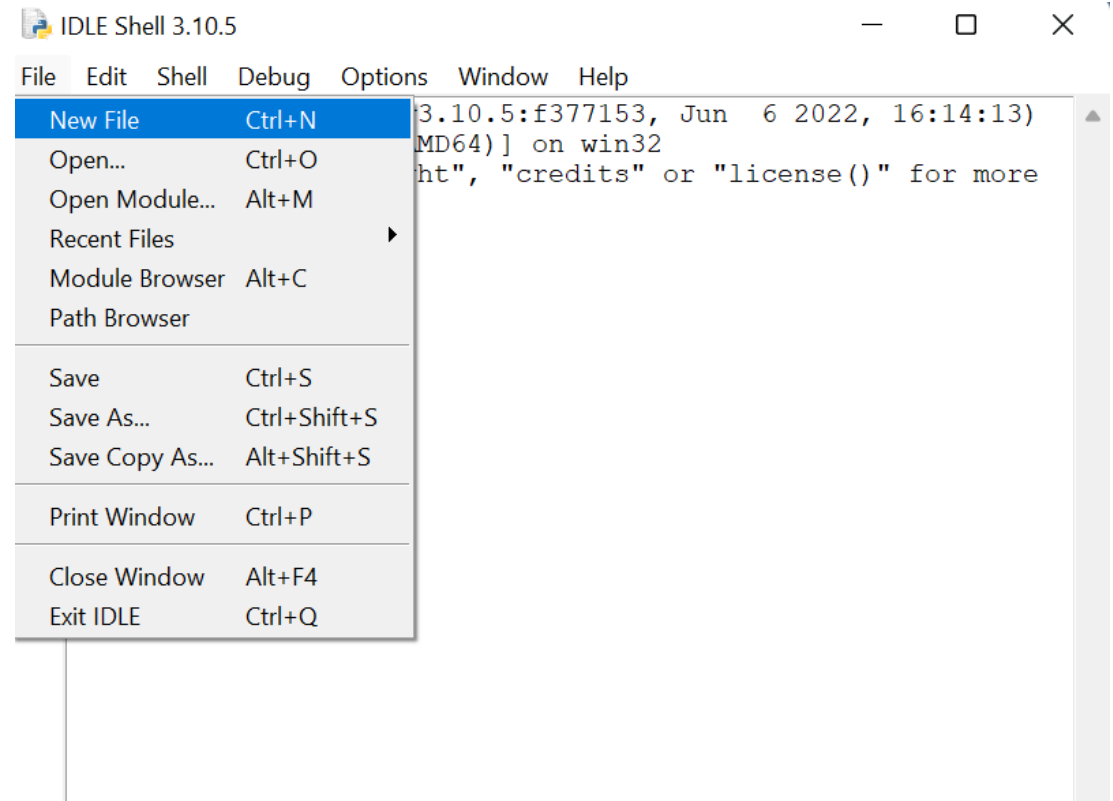 IDLE Shell 3.10.5
File Edit Shell Debug Options Window Help
New File Ctrl+N
Open... Ctrl+O
Open Module... Alt+M
Recent Files
Module Browser Alt+C
Path Browser
Save Ctrl+S
Save As... Ctrl+Shift+S
Save Copy As... Alt+Shift+S
Print Window Ctrl+P
Close Window Alt+F4
Exit IDLE Ctrl+Q
3.10.5:f377153, Jun  6 2022, 16:14:13)
MD64)] on win32
ht", "credits" or "license()" for more